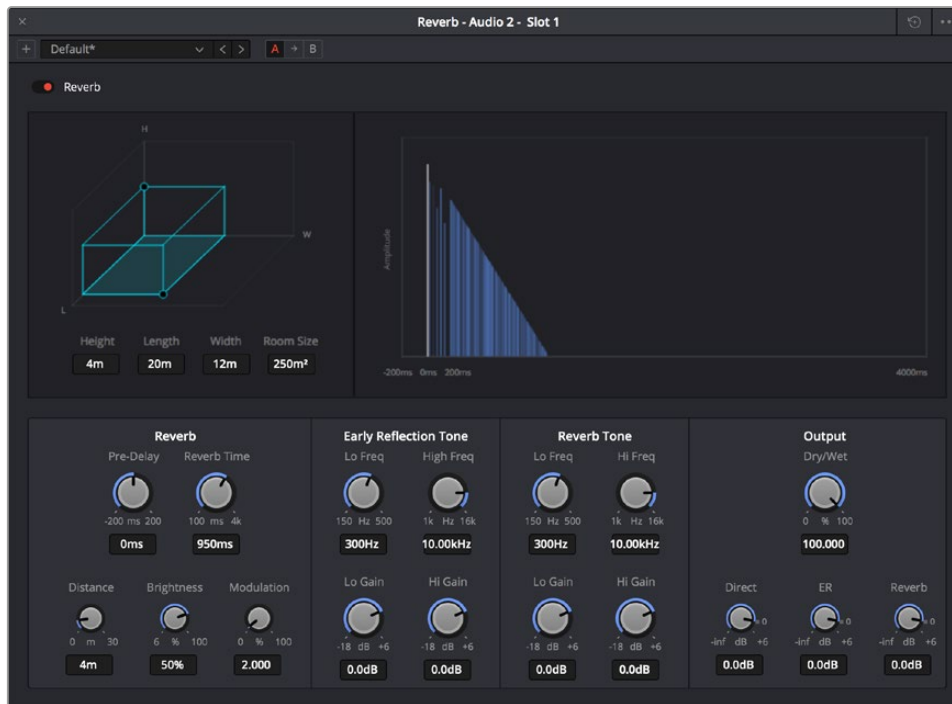 × Reverb - Audio 2 - Slot 1
+ Default* < > A B
Reverb
H
W
L
Height Length Width Room Size
4m 20m 12m 250m²
Amplitude
-200ms 0ms 200ms 4000ms
Reverb Early Reflection Tone Reverb Tone Output
Pre-Delay Reverb Time Lo Freq High Freq Lo Freq Hi Freq Dry/Wet
-200 ms 200 100 ms 4k 150 Hz 500 1k Hz 16k 150 Hz 500 1k Hz 16k 0 % 100
0ms 950ms 300Hz 10.00kHz 300Hz 10.00kHz 100.000
Distance Brightness Modulation Lo Gain Hi Gain Lo Gain Hi Gain Direct ER Reverb
0 0 0
0 m 30 6 % 100 0 % 100 -18 dB +6 -18 dB +6 -18 dB +6 -18 dB +6 -inf dB +6 -inf dB +6 -inf dB +6
4m 50% 2.000 0.0dB 0.0dB 0.0dB 0.0dB 0.0dB 0.0dB 0.0dB